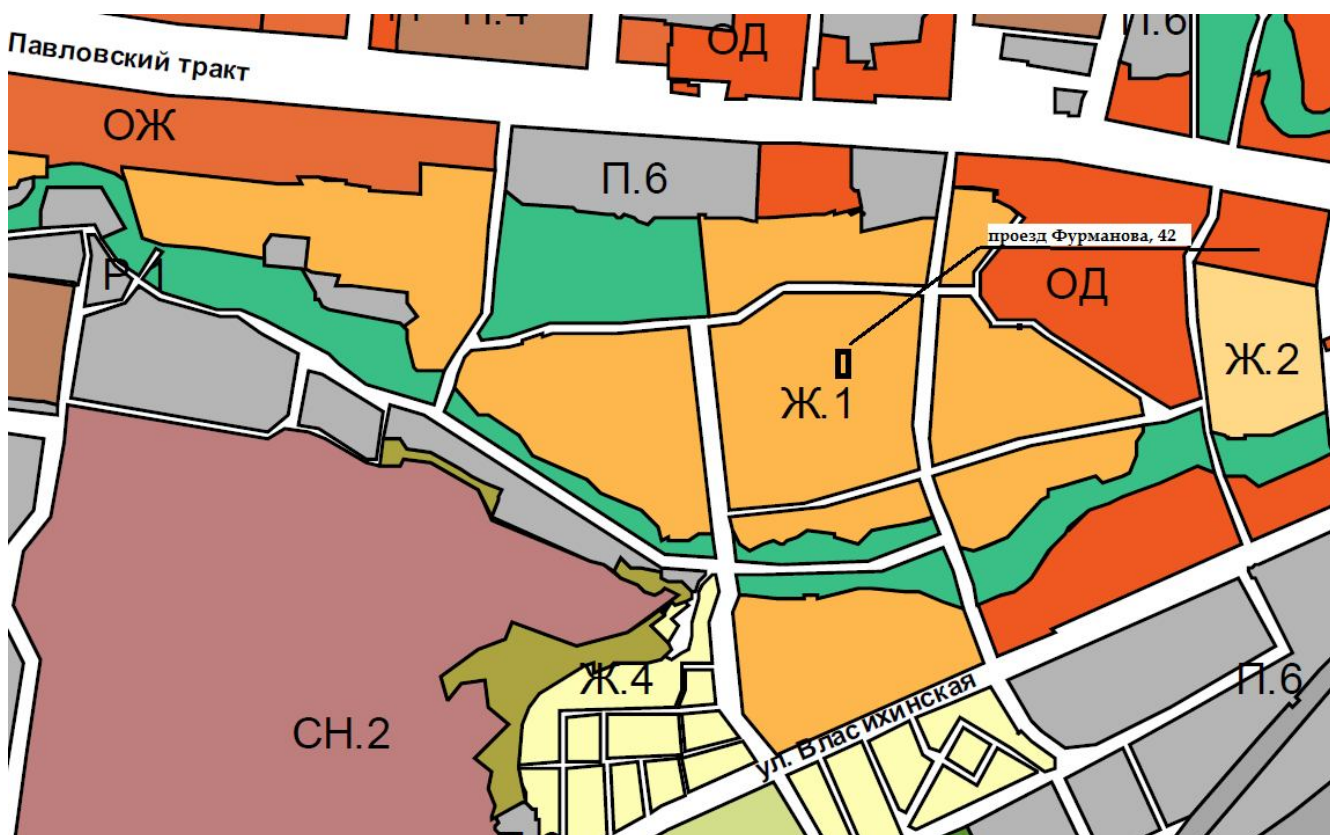 П.4
ОД
П.6
Павловский тракт
ОЖ
П.6
проезд Фурманова, 42
ОД
Ж.2
Ж.1
Ж.4
П.6
СН.2
ул. Власихинская